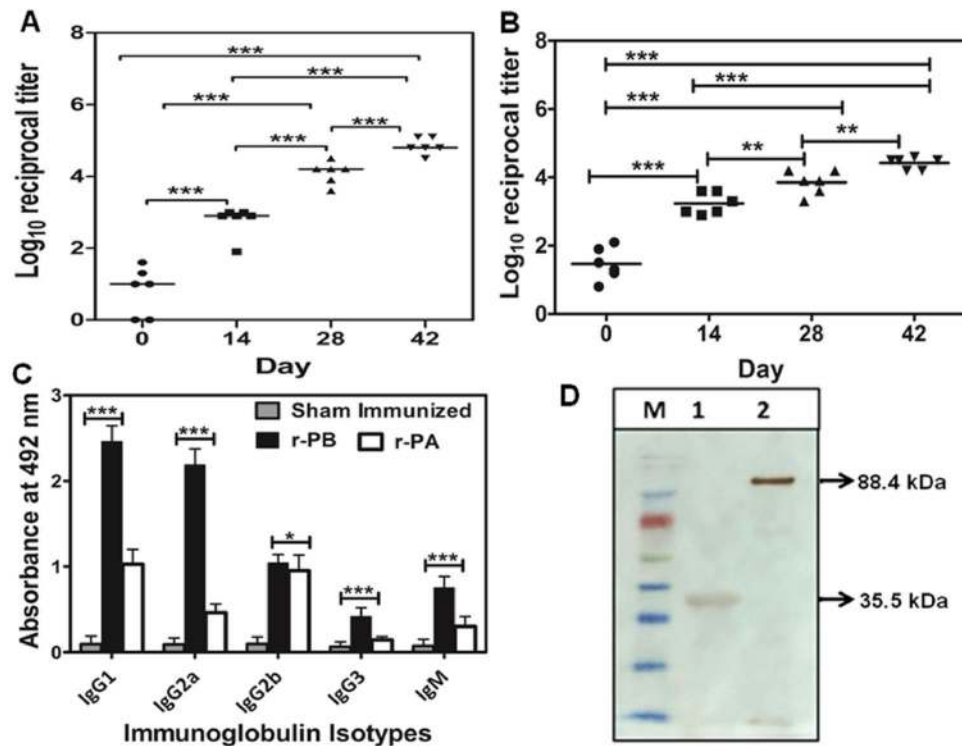 A
Log10 reciprocal titer
8
6
4
2
0
***
***
***
***
***
***
0 14 28 42
Day
B
Log10 reciprocal titer
8
6
4
2
0
***
***
***
*** ** **
0 14 28 42
Day
C
Absorbance at 492 nm
3
2
1
0
Sham Immunized
r-PB r-PA
*** *** * *** ***
IgG1 IgG2a IgG2b IgG3 IgM
Immunoglobulin Isotypes
D
M 1 2
88.4 kDa
35.5 kDa